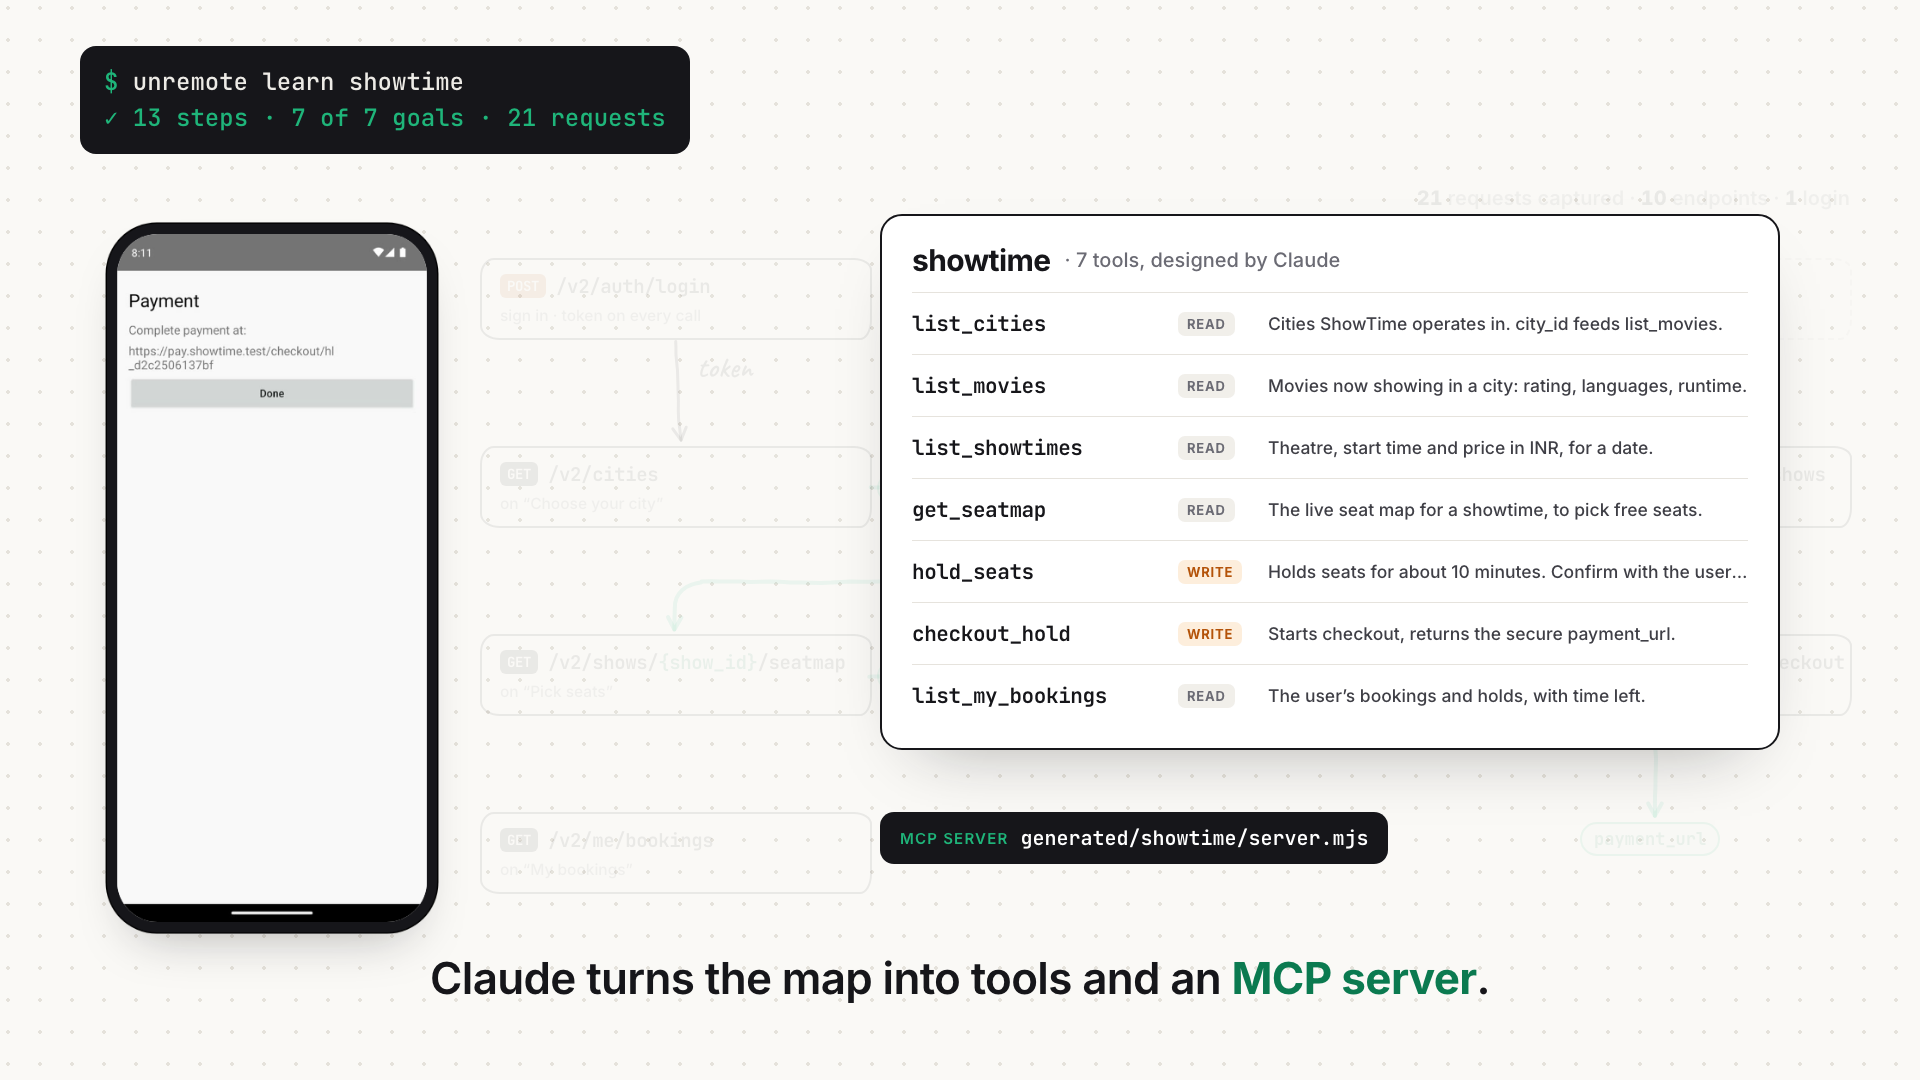 $ unremote learn showtime
✓ 13 steps · 7 of 7 goals · 21 requests
21 requests captured · 10 endpoints · 1 login
8:11
Payment
Complete payment at:
https://pay.showtime.test/checkout/hl
_d2c2506137bf
Done
POST /v2/auth/login
sign in · token on every call
token
GET /v2/cities
on "Choose your city"
GET /v2/shows/{show_id}/seatmap
on "Pick seats"
GET /v2/me/bookings
on "My bookings"
showtime · 7 tools, designed by Claude
list_cities READ Cities ShowTime operates in. city_id feeds list_movies.
list_movies READ Movies now showing in a city: rating, languages, runtime.
list_showtimes READ Theatre, start time and price in INR, for a date.
get_seatmap READ The live seat map for a showtime, to pick free seats.
hold_seats WRITE Holds seats for about 10 minutes. Confirm with the user…
checkout_hold WRITE Starts checkout, returns the secure payment_url.
list_my_bookings READ The user’s bookings and holds, with time left.
hows
eckout
payment_url
MCP SERVER generated/showtime/server.mjs
Claude turns the map into tools and an MCP server.